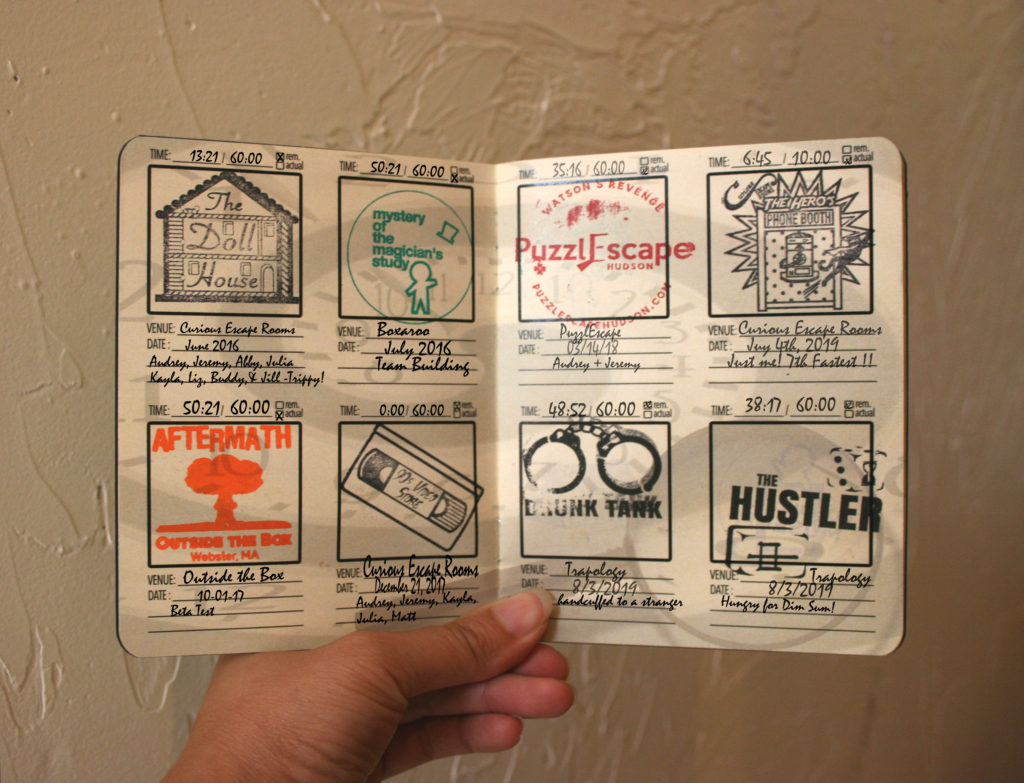 TIME: 13:21 / 60:00 rem. actual
The
Doll
House
VENUE: Curious Escape Rooms
DATE: June 2016
Audrey, Jeremy, Abby, Julia
Kayla, Liz, Buddy, & Jill -Trippy!
TIME: 50:21 / 60:00 rem. actual
mystery
of
the
magician's
study
VENUE: Boxaroo
DATE: July 2016
Team Building
TIME: 35:16 / 60:00 rem. actual
WATSON'S REVENGE
PuzzlEscape
HUDSON
PUZZLESCAPEHUDSON.COM
VENUE: PuzzlEscape
DATE: 03/14/18
Audrey + Jeremy
TIME: 6:45 / 10:00 rem. actual
THE HERO'S
PHONE BOOTH
VENUE: Curious Escape Rooms
DATE: Juy 4th, 2019
Just me! 7th Fastest !!
TIME: 50:21 / 60:00 rem. actual
AFTERMATH
OUTSIDE THE BOX
Webster, MA
VENUE: Outside the Box
DATE: 10-01-17
Beta Test
TIME: 0:00 / 60:00 rem. actual
99¢ Video
Store
VENUE: Curious Escape Rooms
DATE: December 21, 2017
Audrey, Jeremy, Kayla,
Julia, Matt
TIME: 48:52 / 60:00 rem. actual
DRUNK TANK
VENUE: Trapology
DATE: 8/3/2019
handcuffed to a stranger
TIME: 38:17 / 60:00 rem. actual
THE
HUSTLER
VENUE: Trapology
DATE: 8/3/2019
Hungry for Dim Sum!